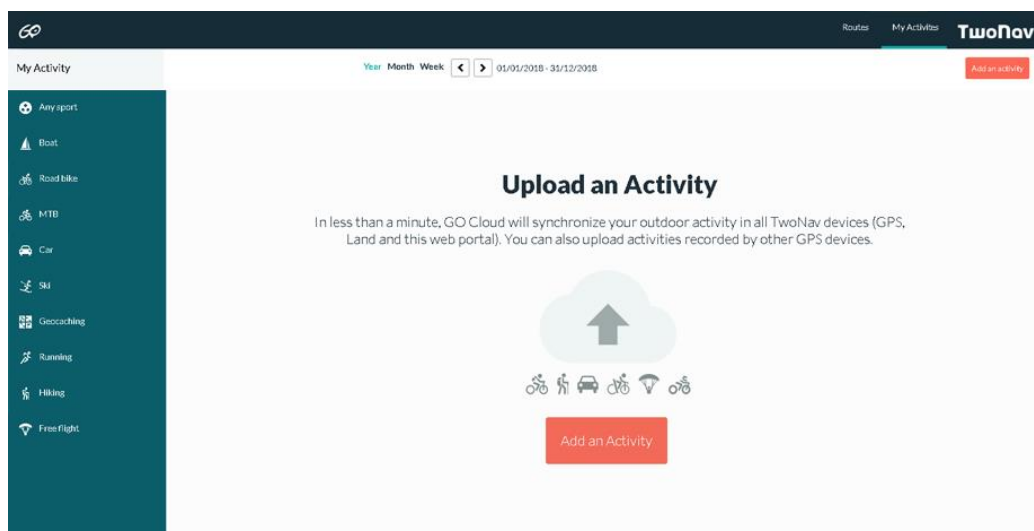 GO
Routes My Activites TwoNav
My Activity
Year Month Week < > 01/01/2018 - 31/12/2018
Add an activity
Any sport
Boat
Road bike
MTB
Car
Ski
Geocaching
Running
Hiking
Free flight
Upload an Activity
In less than a minute, GO Cloud will synchronize your outdoor activity in all TwoNav devices (GPS,
Land and this web portal). You can also upload activities recorded by other GPS devices.
Add an Activity